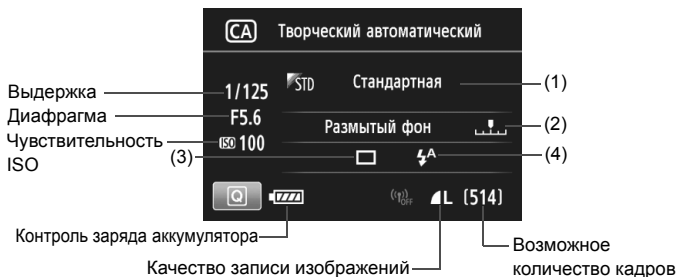 CA Творческий автоматический
Выдержка 1/125 STD Стандартная (1)
Диафрагма F5.6
Размытый фон (2)
Чувствительность ISO 100
ISO (3) A (4)
Q OFF L [514]
Контроль заряда аккумулятора
Возможное
Качество записи изображений количество кадров